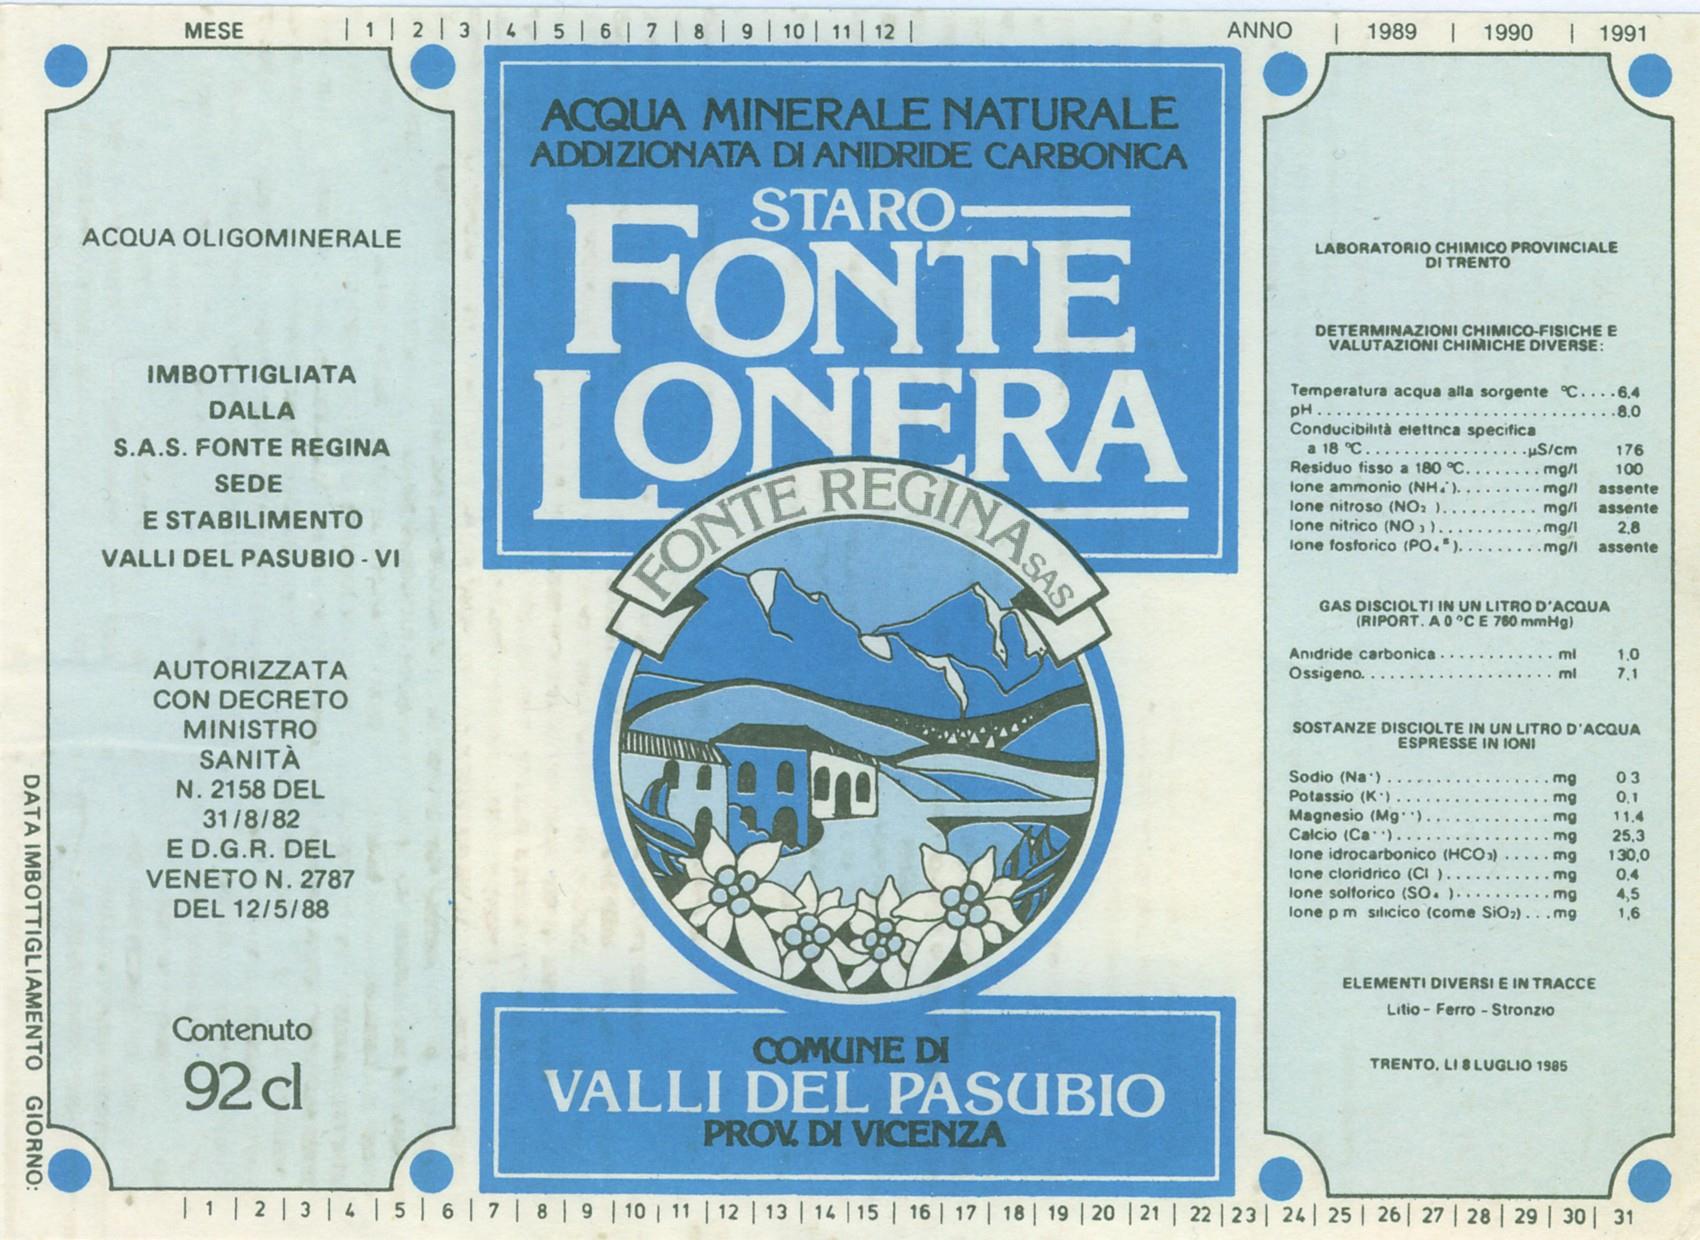 MESE | 1 | 2 | 3 | 4 | 5 | 6 | 7 | 8 | 9 | 10 | 11 | 12 |
ANNO | 1989 | 1990 | 1991
ACQUA OLIGOMINERALE
IMBOTTIGLIATA
DALLA
S.A.S. FONTE REGINA
SEDE
E STABILIMENTO
VALLI DEL PASUBIO - VI
AUTORIZZATA
CON DECRETO
MINISTRO
SANITÀ
N. 2158 DEL
31/8/82
E D.G.R. DEL
VENETO N. 2787
DEL 12/5/88
Contenuto
92 cl
DATA IMBOTTIGLIAMENTO GIORNO:
ACQUA MINERALE NATURALE
ADDIZIONATA DI ANIDRIDE CARBONICA
STARO
FONTE
LONERA
FONTE REGINA SAS
COMUNE DI
VALLI DEL PASUBIO
PROV. DI VICENZA
LABORATORIO CHIMICO PROVINCIALE
DI TRENTO
DETERMINAZIONI CHIMICO-FISICHE E
VALUTAZIONI CHIMICHE DIVERSE:
Temperatura acqua alla sorgente °C....6,4
pH..............................8,0
Conducibilità elettrica specifica
a 18 °C..................µS/cm 176
Residuo fisso a 180 °C........mg/l 100
Ione ammonio (NH₄⁺).........mg/l assente
Ione nitroso (NO₂ )..........mg/l assente
Ione nitrico (NO₃ )...........mg/l 2,8
Ione fosforico (PO₄⁼).........mg/l assente
GAS DISCIOLTI IN UN LITRO D'ACQUA
(RIPORT. A 0 °C E 760 mmHg)
Anidride carbonica............ml 1,0
Ossigeno....................ml 7,1
SOSTANZE DISCIOLTE IN UN LITRO D'ACQUA
ESPRESSE IN IONI
Sodio (Na⁺)..................mg 0 3
Potassio (K⁺).................mg 0,1
Magnesio (Mg⁺⁺)..............mg 11,4
Calcio (Ca⁺⁺).................mg 25,3
Ione idrocarbonico (HCO₃) .....mg 130,0
Ione cloridrico (Cl )............mg 0,4
Ione solforico (SO₄ )...........mg 4,5
Ione p m silicico (come SiO₂)...mg 1,6
ELEMENTI DIVERSI E IN TRACCE
Litio - Ferro - Stronzio
TRENTO, LI 8 LUGLIO 1985
| 1 | 2 | 3 | 4 | 5 | 6 | 7 | 8 | 9 | 10 | 11 | 12 | 13 | 14 | 15 | 16 | 17 | 18 | 19 | 20 | 21 | 22 | 23 | 24 | 25 | 26 | 27 | 28 | 29 | 30 | 31